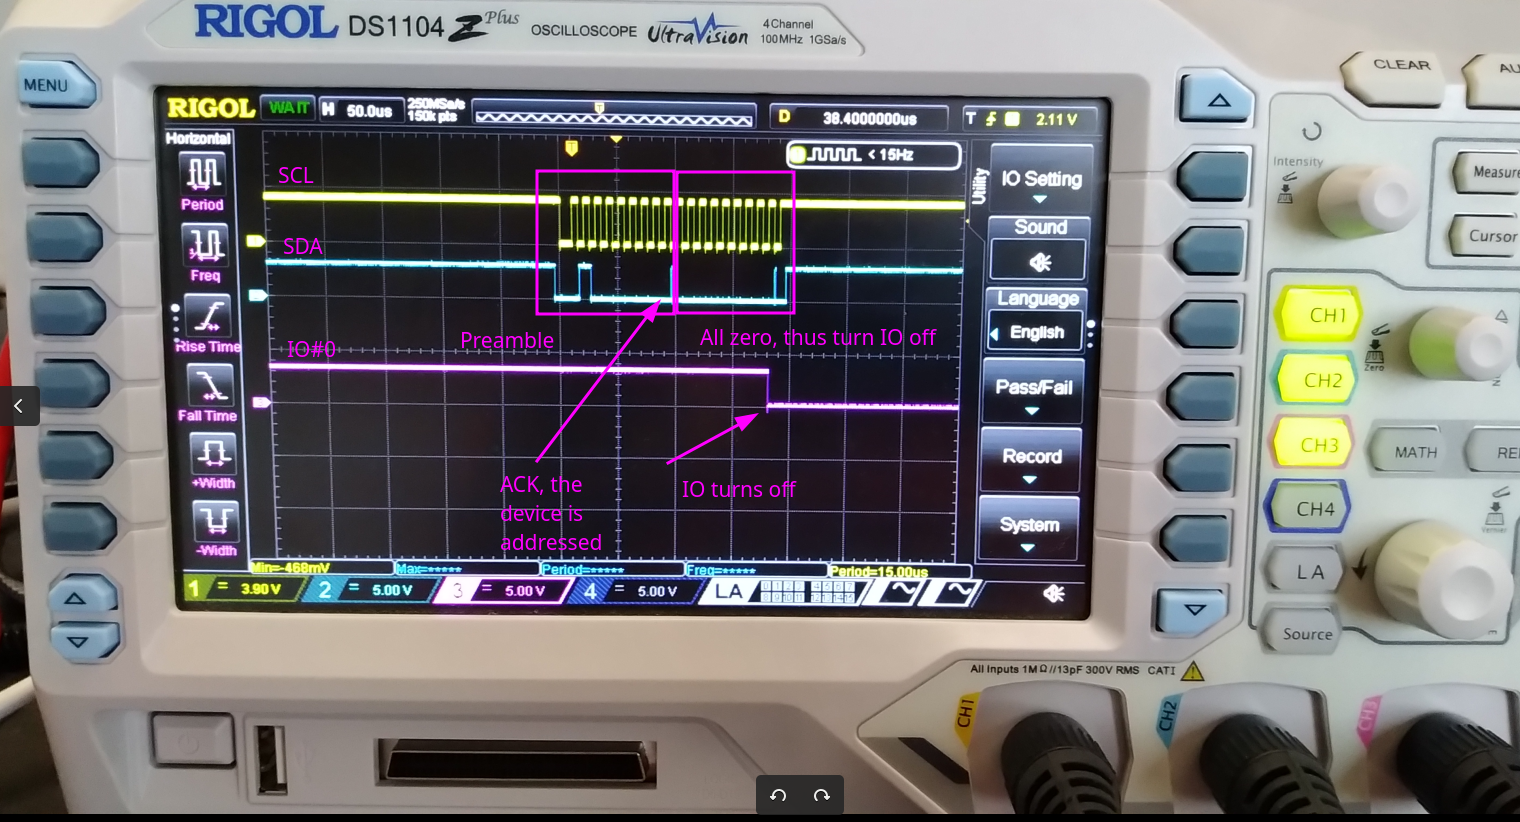 RIGOL DS1104 Z Plus OSCILLOSCOPE UltraVision 4 Channel
100MHz 1GSa/s
MENU
CLEAR
AU
RIGOL WAIT H 50.0us 250MSa/s
150k pts
D 38.4000000us T 2.11 V
Horizontal
< 15Hz
Utility
IO Setting
Intensity
Measure
SCL
Period
Sound
Cursor
SDA
Freq
Language
English
CH1
Rise Time
IO#0
Preamble
All zero, thus turn IO off
Zero
CH2
Pass/Fail
Fall Time
CH3
MATH
RE
Record
+Width
ACK, the
device is
addressed
IO turns off
CH4
System
-Width
Min=-468mV Max=***** Period=***** Freq=***** Period=15.00us
1 = 3.90 V 2 = 5.00 V 3 = 5.00 V 4 = 5.00 V LA
LA
Source
All inputs 1MΩ//13pF 300V RMS CAT I
CH1
CH2
CH3